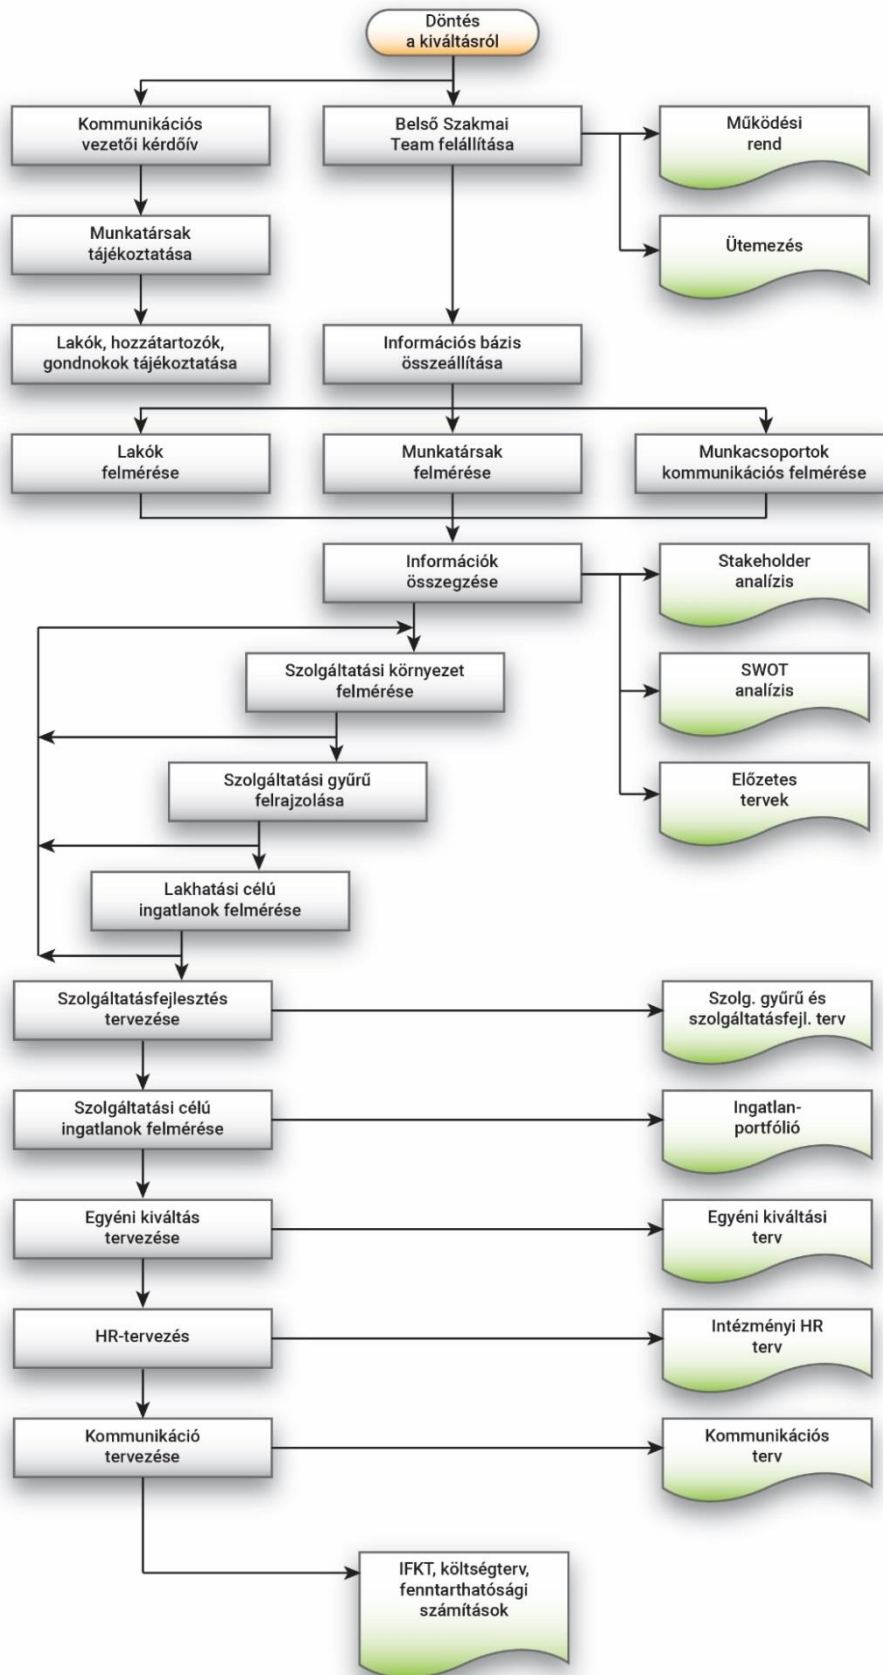 Döntés
a kiváltásról
Kommunikációs
vezetői kérdőív
Belső Szakmai
Team felállítása
Működési
rend
Munkatársak
tájékoztatása
Ütemezés
Lakók, hozzátartozók,
gondnokok tájékoztatása
Információs bázis
összeállítása
Lakók
felmérése
Munkatársak
felmérése
Munkacsoportok
kommunikációs felmérése
Információk
összegzése
Stakeholder
analízis
Szolgáltatási környezet
felmérése
SWOT
analízis
Szolgáltatási gyűrű
felrajzolása
Előzetes
tervek
Lakhatási célú
ingatlanok felmérése
Szolgáltatásfejlesztés
tervezése
Szolg. gyűrű és
szolgáltatásfejl. terv
Szolgáltatási célú
ingatlanok felmérése
Ingatlan-
portfólió
Egyéni kiváltás
tervezése
Egyéni kiváltási
terv
HR-tervezés
Intézményi HR
terv
Kommunikáció
tervezése
Kommunikációs
terv
IFKT, költségterv,
fenntarthatósági
számítások